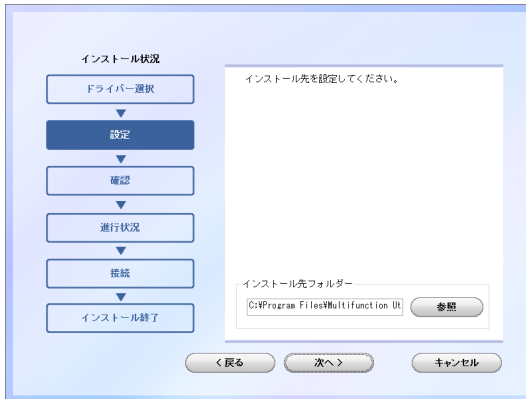 インストール状況
ドライバー選択
設定
確認
進行状況
接続
インストール終了
インストール先を設定してください。
インストール先フォルダー
C:¥Program Files¥Multifunction Ut
参照
< 戻る
次へ >
キャンセル